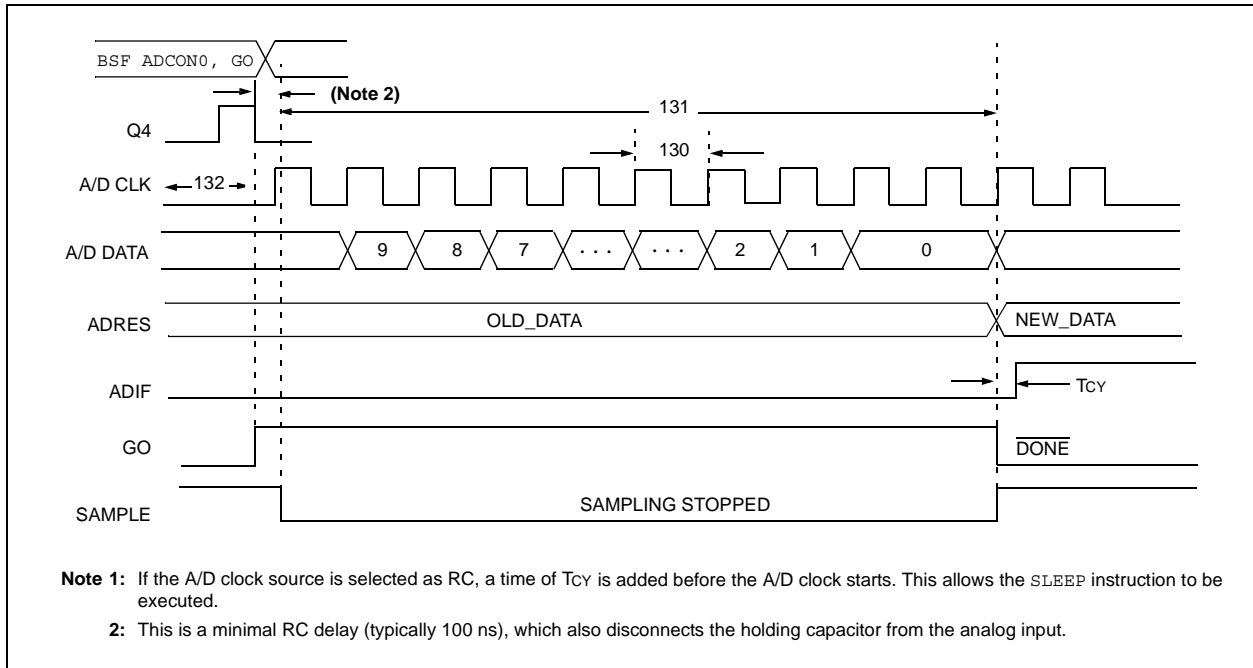 BSF ADCON0, GO
(Note 2)
131
Q4
130
A/D CLK
132
A/D DATA
9 8 7 · · · · · · 2 1 0
ADRES
OLD_DATA
NEW_DATA
ADIF
TCY
GO
DONE
SAMPLE
SAMPLING STOPPED
Note 1: If the A/D clock source is selected as RC, a time of TCY is added before the A/D clock starts. This allows the SLEEP instruction to be
executed.
2: This is a minimal RC delay (typically 100 ns), which also disconnects the holding capacitor from the analog input.